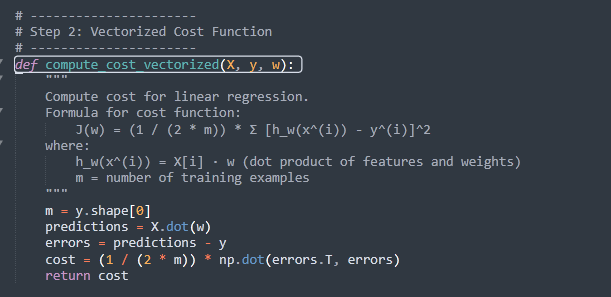 # ----------------------
# Step 2: Vectorized Cost Function
# ----------------------
def compute_cost_vectorized(X, y, w):
    """
    Compute cost for linear regression.
    Formula for cost function:
        J(w) = (1 / (2 * m)) * Σ [h_w(x^(i)) - y^(i)]^2
    where:
        h_w(x^(i)) = X[i] · w (dot product of features and weights)
        m = number of training examples
    """
    m = y.shape[0]
    predictions = X.dot(w)
    errors = predictions - y
    cost = (1 / (2 * m)) * np.dot(errors.T, errors)
    return cost